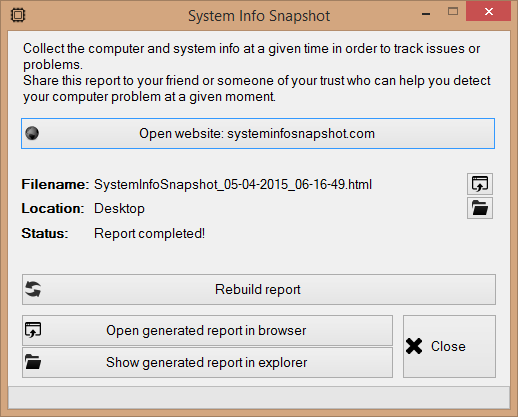 System Info Snapshot
Collect the computer and system info at a given time in order to track issues or
problems.
Share this report to your friend or someone of your trust who can help you detect
your computer problem at a given moment.
Open website: systeminfosnapshot.com
Filename: SystemInfoSnapshot_05-04-2015_06-16-49.html
Location: Desktop
Status: Report completed!
Rebuild report
Open generated report in browser
Show generated report in explorer
Close